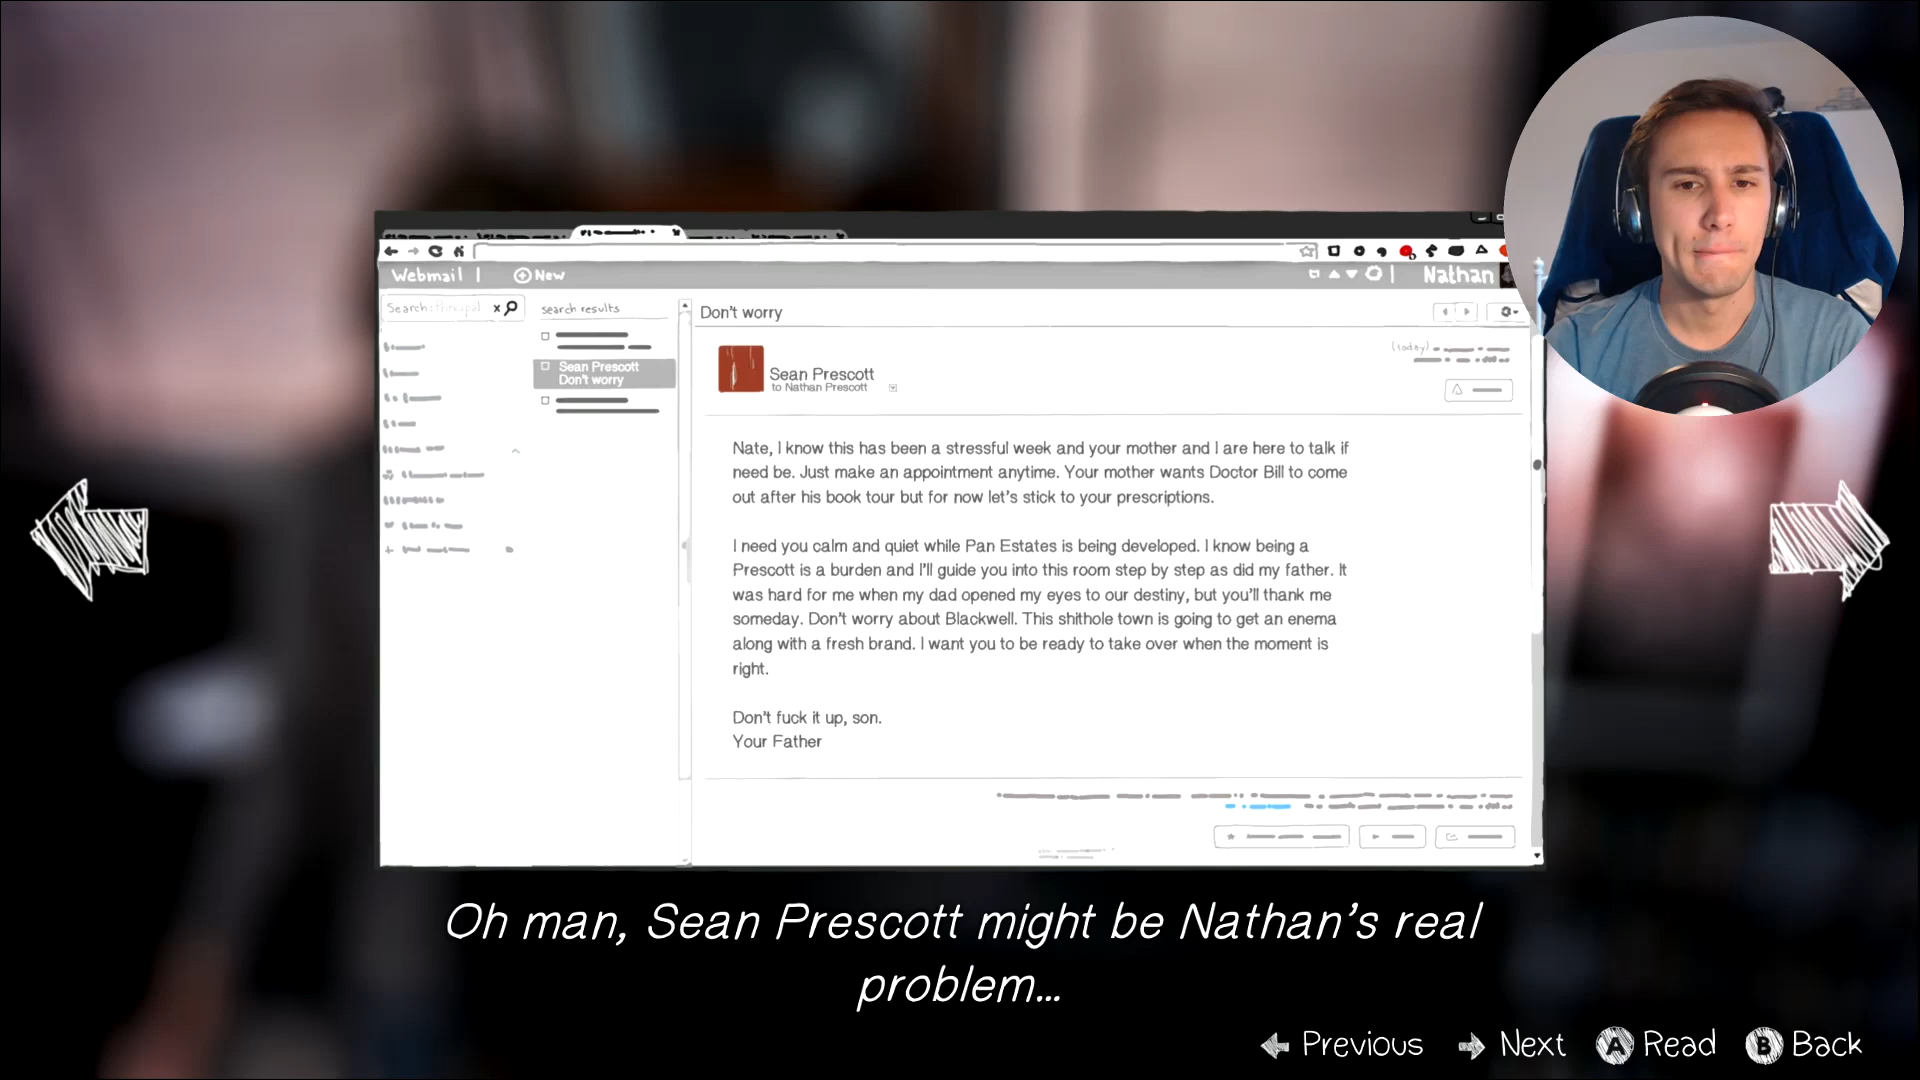 Webmail |
New
Nathan
Search: Principal
x
search results
Don't worry
Sean Prescott
Don't worry
Sean Prescott
to Nathan Prescott
(today)
Nate, I know this has been a stressful week and your mother and I are here to talk if
need be. Just make an appointment anytime. Your mother wants Doctor Bill to come
out after his book tour but for now let's stick to your prescriptions.
I need you calm and quiet while Pan Estates is being developed. I know being a
Prescott is a burden and I'll guide you into this room step by step as did my father. It
was hard for me when my dad opened my eyes to our destiny, but you'll thank me
someday. Don't worry about Blackwell. This shithole town is going to get an enema
along with a fresh brand. I want you to be ready to take over when the moment is
right.
Don't fuck it up, son.
Your Father
Oh man, Sean Prescott might be Nathan's real
problem...
Previous
Next
A Read
B Back